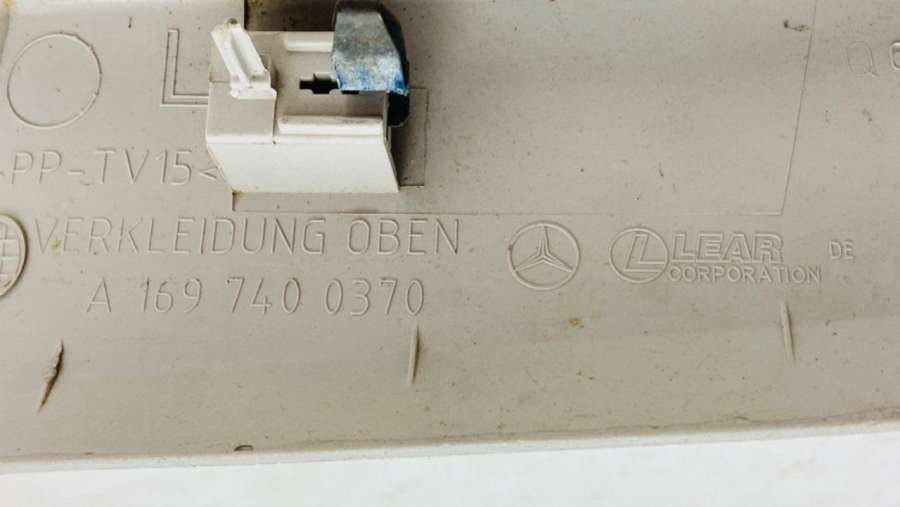 L
PP-TV15<
VERKLEIDUNG OBEN
A 169 740 0370
LEAR
CORPORATION
DE
Q